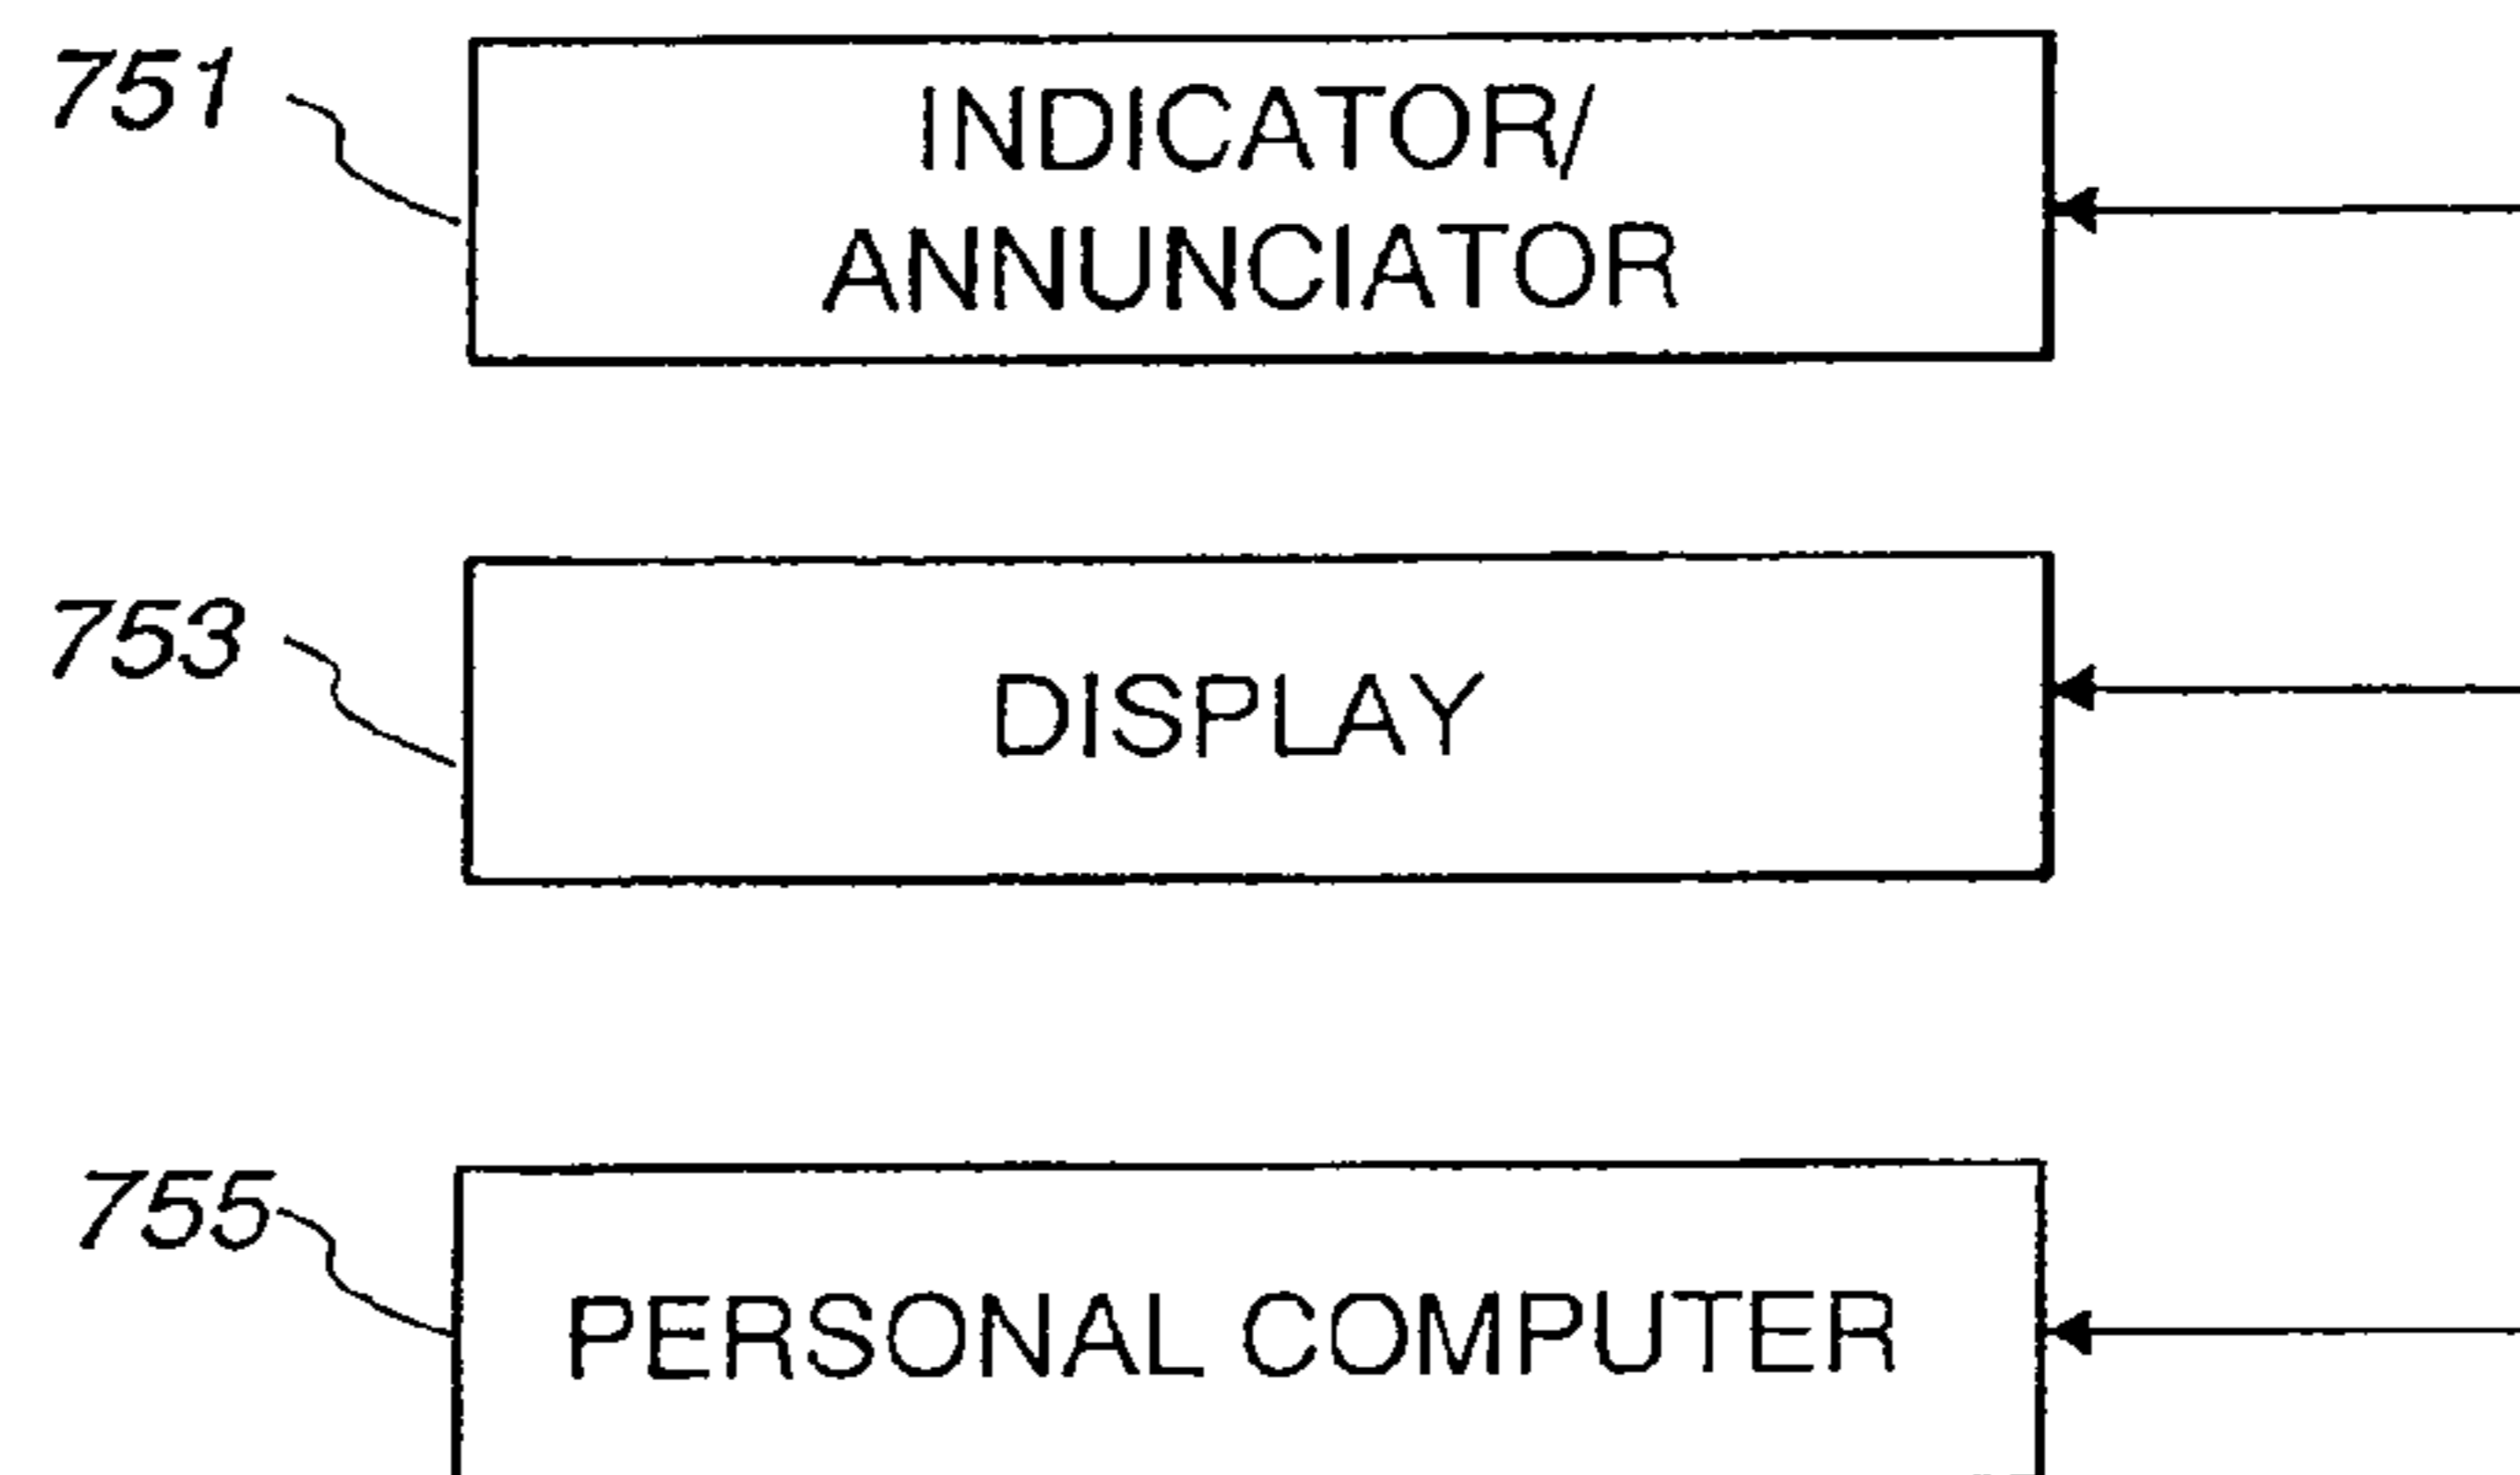 751
INDICATOR/
ANNUNCIATOR
753
DISPLAY
755
PERSONAL COMPUTER